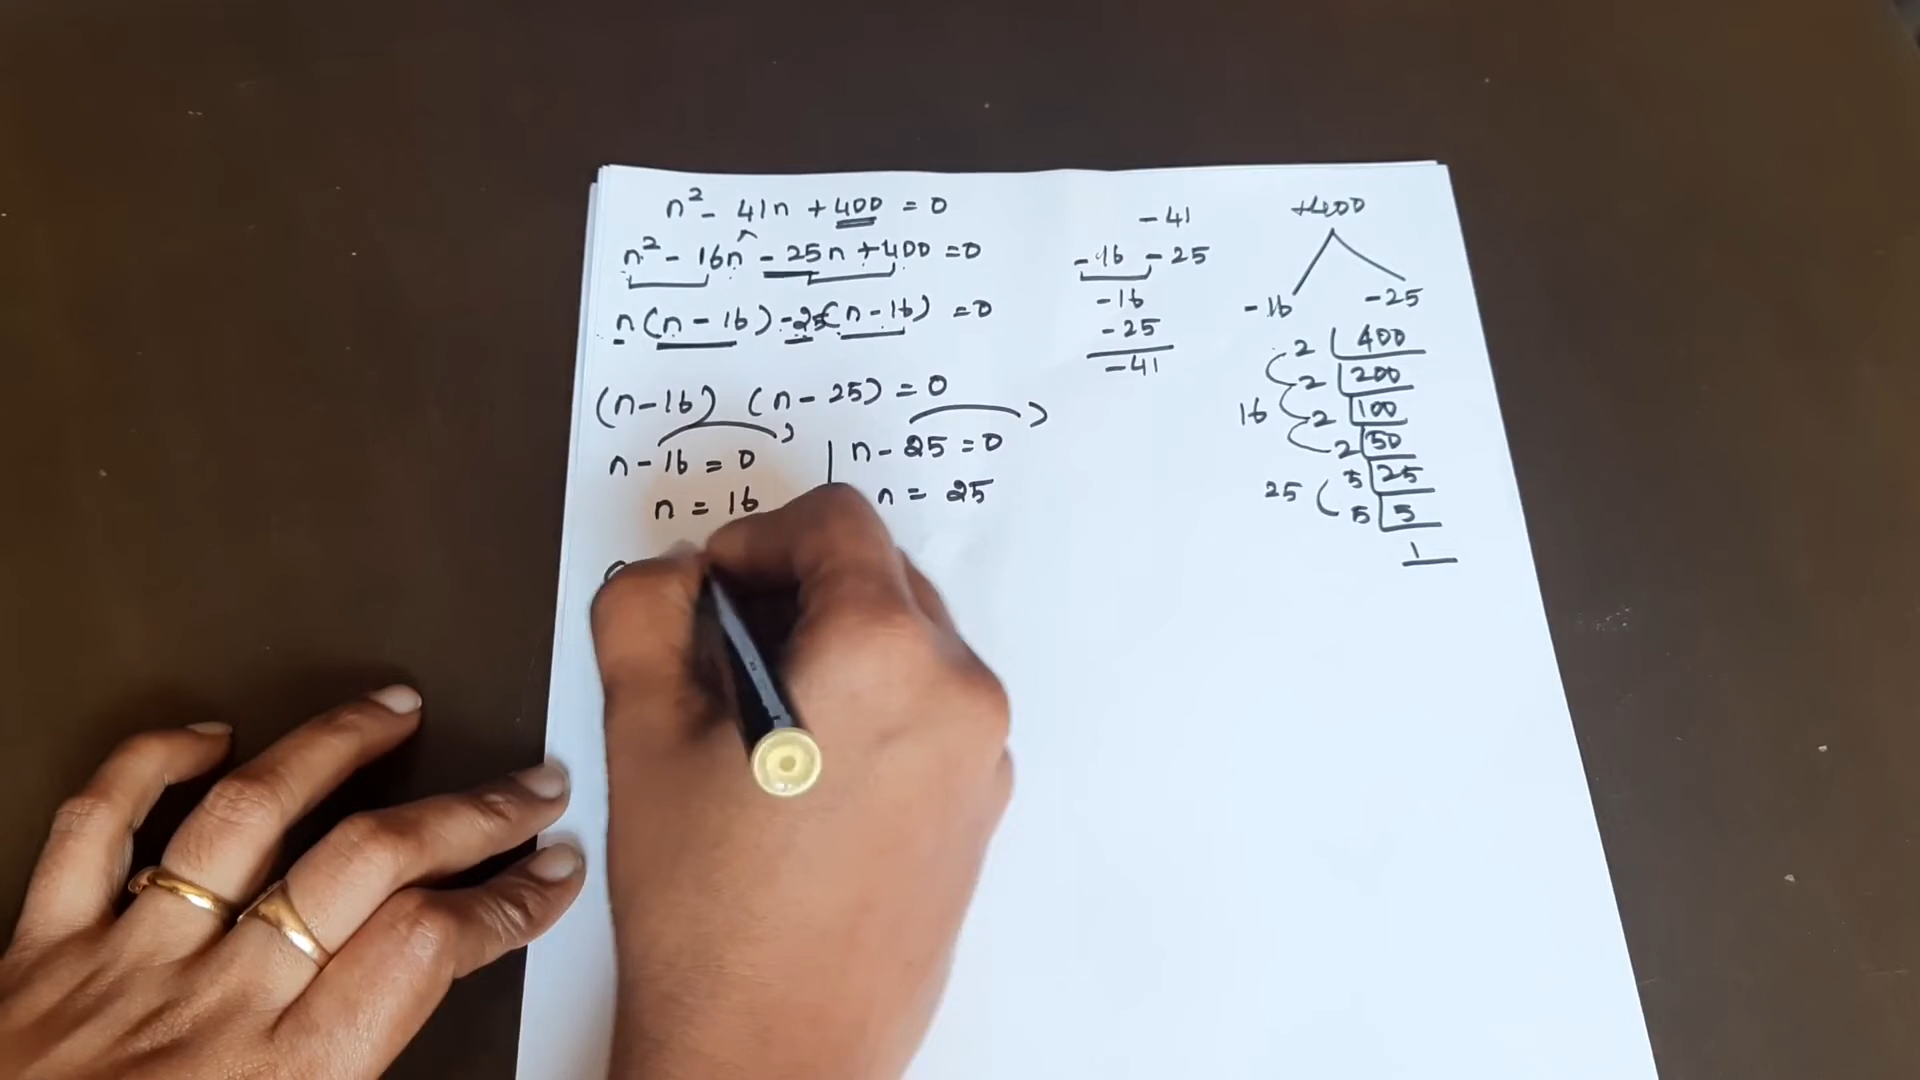 n² - 41n + 400 = 0
n² - 16n - 25n + 400 = 0
n(n - 16) - 25(n - 16) = 0
(n - 16) (n - 25) = 0
n - 16 = 0
n = 16
n - 25 = 0
n = 25
- 41
- 16 - 25
- 16
- 25
- 41
+400
- 16 - 25
2 400
2 200
2 100
2 50
5 25
5 5
1
16
25